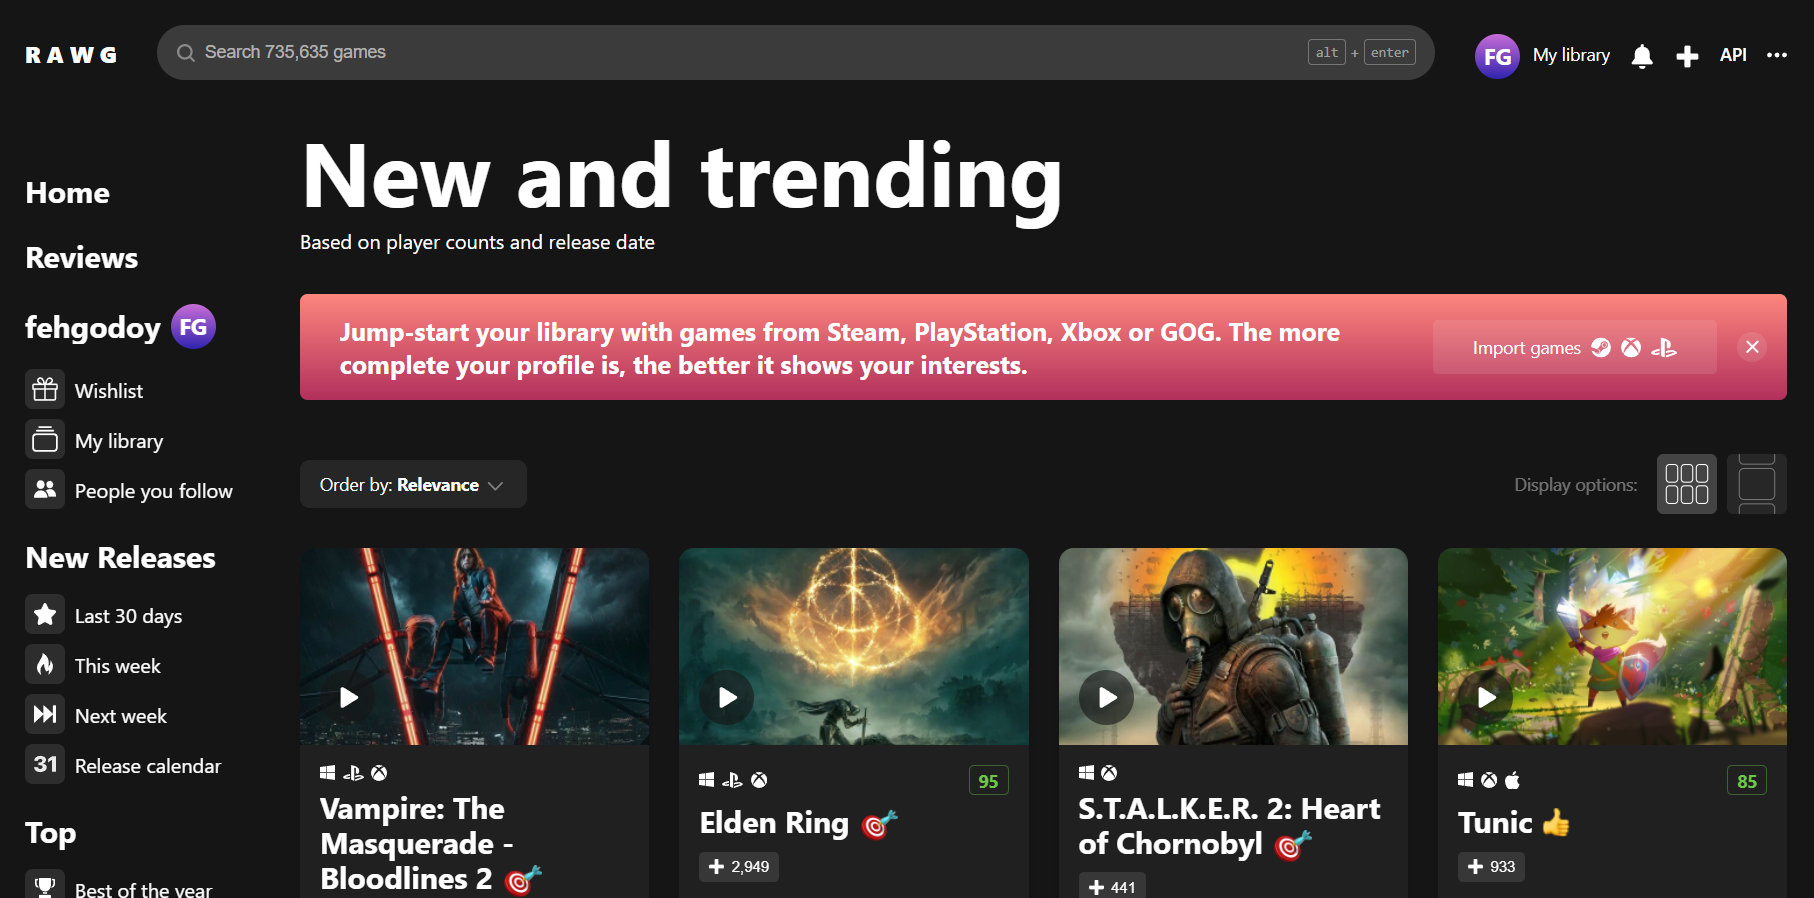 RAWG
Search 735,635 games
alt + enter
FG
My library
API
Home
Reviews
fehgodoy FG
Wishlist
My library
People you follow
New Releases
Last 30 days
This week
Next week
31 Release calendar
Top
Best of the year
New and trending
Based on player counts and release date
Jump-start your library with games from Steam, PlayStation, Xbox or GOG. The more
complete your profile is, the better it shows your interests.
Import games
Order by: Relevance
Display options:
Vampire: The
Masquerade -
Bloodlines 2 🎯
95
Elden Ring 🎯
2,949
S.T.A.L.K.E.R. 2: Heart
of Chornobyl 🎯
441
85
Tunic 👍
933